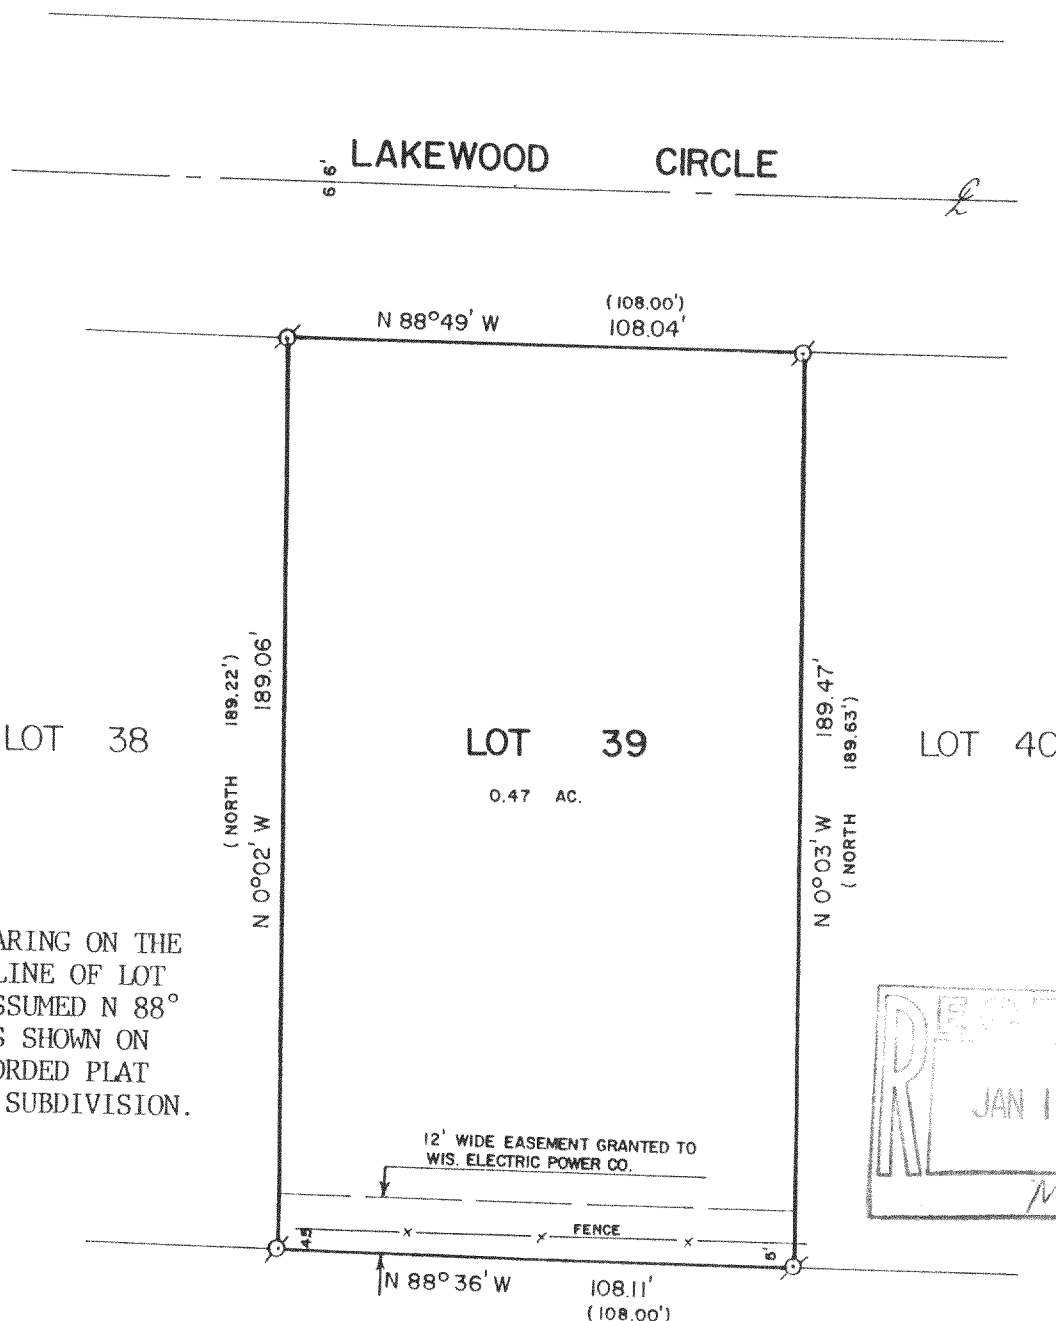 LAKEWOOD CIRCLE
66'
℄
(108.00')
N 88°49' W 108.04'
(NORTH 189.22')
N 0°02' W 189.06'
N 0°03' W 189.47'
(NORTH 189.63')
LOT 38
LOT 39
0.47 AC.
LOT 40
ARING ON THE
LINE OF LOT
SSUMED N 88°
S SHOWN ON
ORDED PLAT
SUBDIVISION.
JAN 1
12' WIDE EASEMENT GRANTED TO
WIS. ELECTRIC POWER CO.
FENCE
5'
N 88°36' W 108.11'
(108.00')